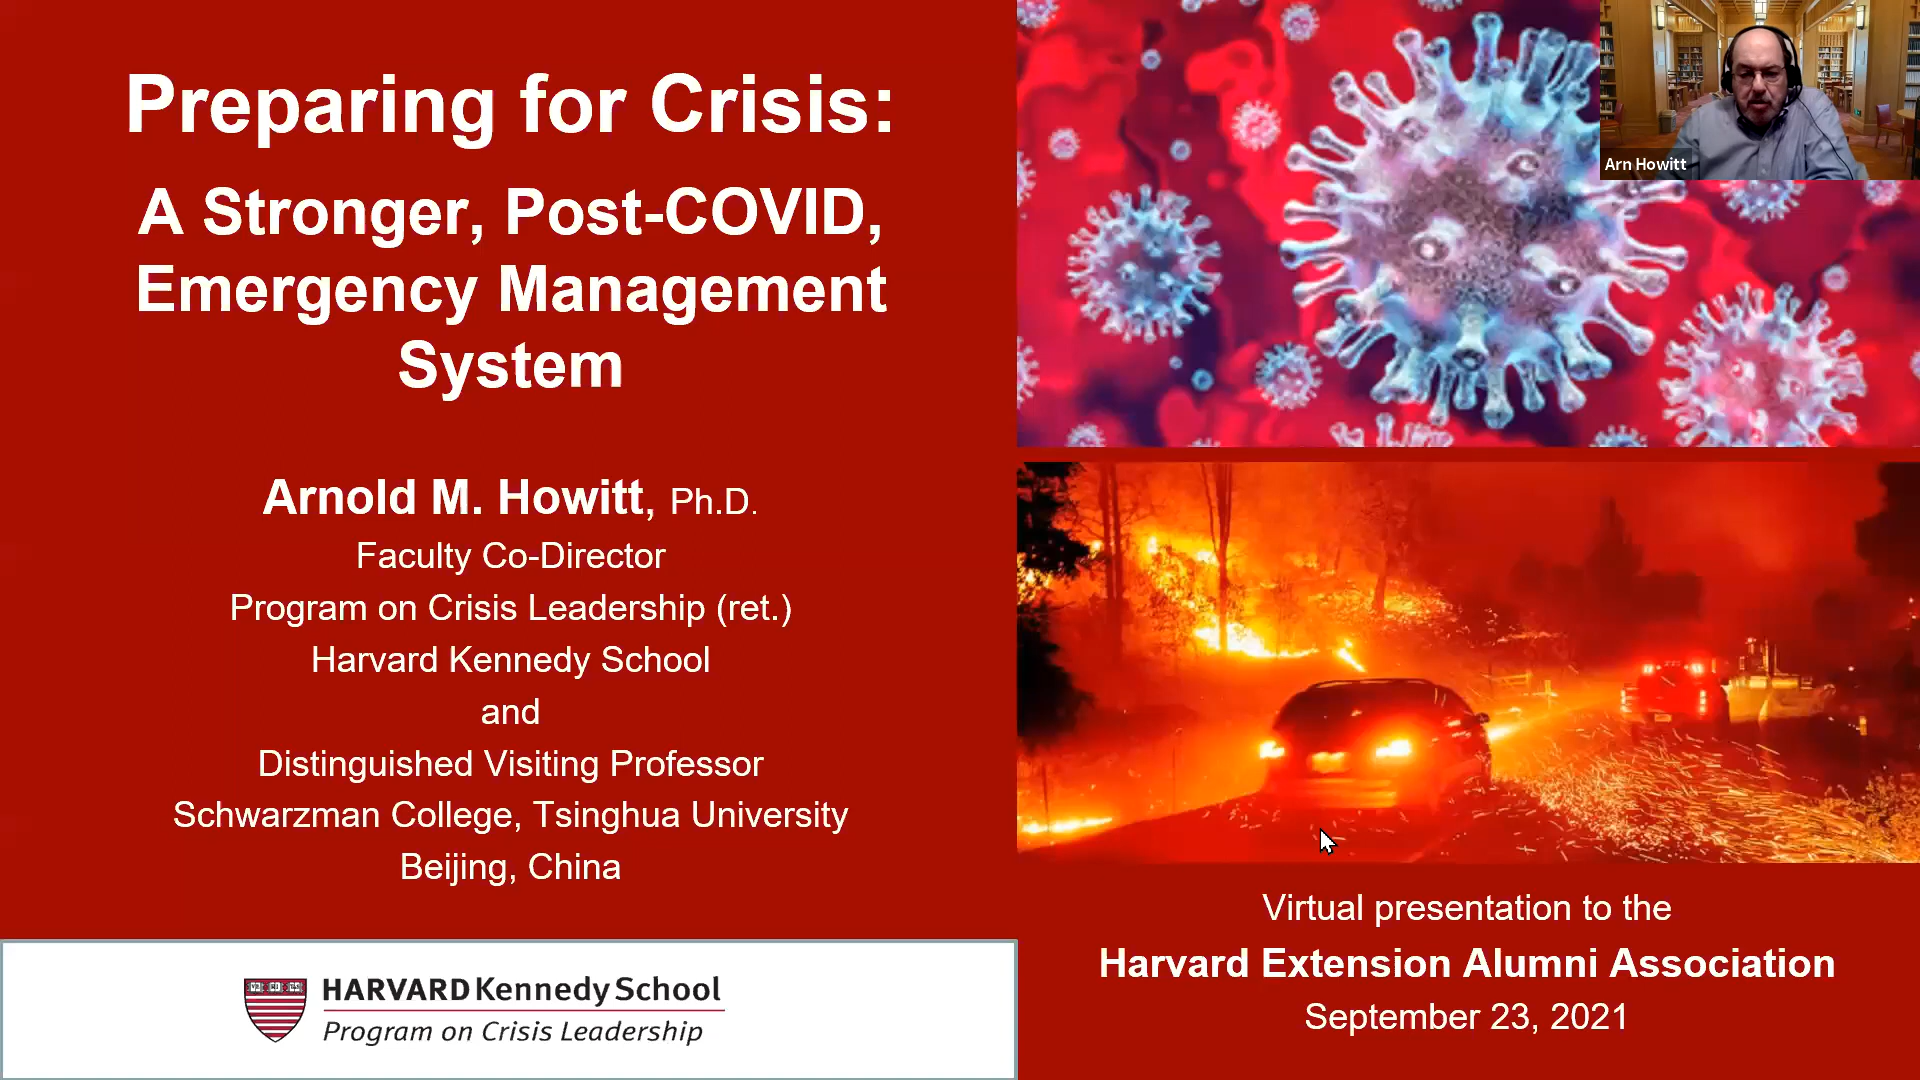 Preparing for Crisis:
A Stronger, Post-COVID,
Emergency Management
System
Arnold M. Howitt, Ph.D.
Faculty Co-Director
Program on Crisis Leadership (ret.)
Harvard Kennedy School
and
Distinguished Visiting Professor
Schwarzman College, Tsinghua University
Beijing, China
HARVARD Kennedy School
Program on Crisis Leadership
Arn Howitt
Virtual presentation to the
Harvard Extension Alumni Association
September 23, 2021